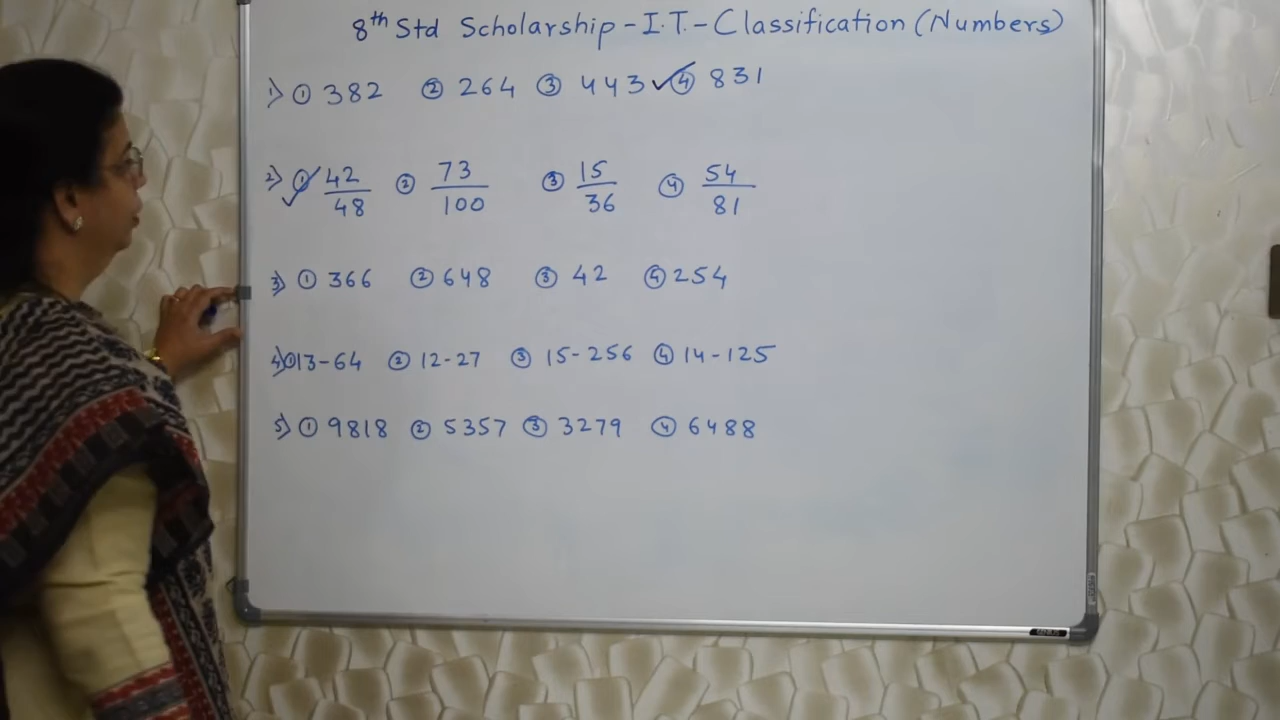 8th Std Scholarship - I.T. - Classification (Numbers)
1) ① 382 ② 264 ③ 443 ✓④ 831
2) ✓① 42/48 ② 73/100 ③ 15/36 ④ 54/81
3) ① 366 ② 648 ③ 42 ④ 254
4) ① 13-64 ② 12-27 ③ 15-256 ④ 14-125
5) ① 9818 ② 5357 ③ 3279 ④ 6488